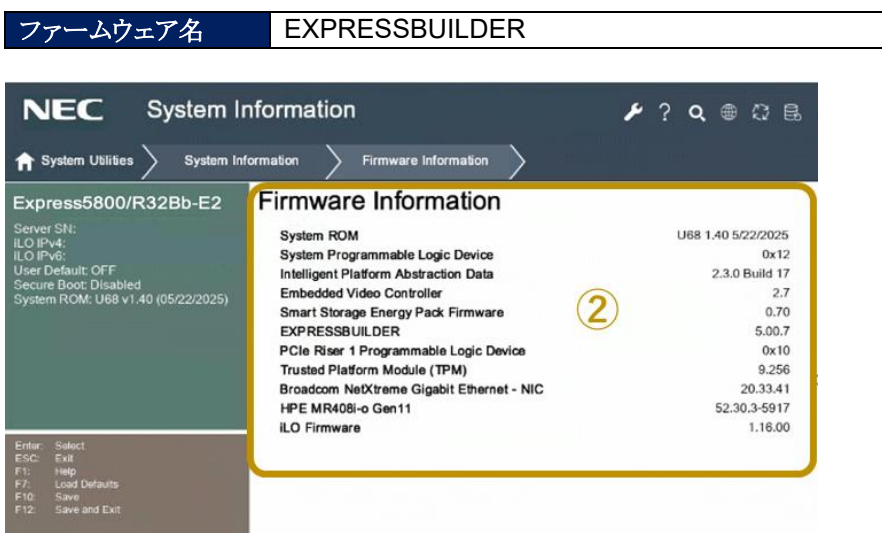 ファームウェア名 EXPRESSBUILDER
NEC System Information
System Utilities System Information Firmware Information
Express5800/R32Bb-E2
Server SN:
iLO IPv4:
iLO IPv6:
User Default: OFF
Secure Boot: Disabled
System ROM: U68 v1.40 (05/22/2025)
Enter: Select
ESC: Exit
F1: Help
F7: Load Defaults
F10: Save
F12: Save and Exit
Firmware Information
System ROM U68 1.40 5/22/2025
System Programmable Logic Device 0x12
Intelligent Platform Abstraction Data 2.3.0 Build 17
Embedded Video Controller 2.7
Smart Storage Energy Pack Firmware 0.70
EXPRESSBUILDER 5.00.7
PCIe Riser 1 Programmable Logic Device 0x10
Trusted Platform Module (TPM) 9.256
Broadcom NetXtreme Gigabit Ethernet - NIC 20.33.41
HPE MR408i-o Gen11 52.30.3-5917
iLO Firmware 1.16.00
②